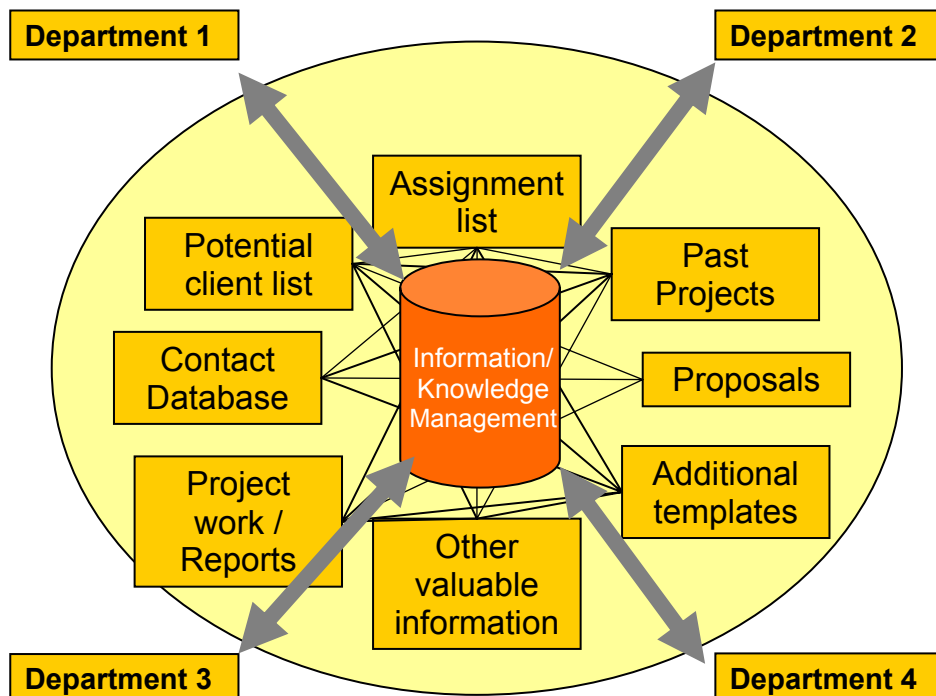 Department 1
Department 2
Assignment
list
Potential
client list
Past
Projects
Contact
Database
Information/
Knowledge
Management
Proposals
Project
work /
Reports
Additional
templates
Other
valuable
information
Department 3
Department 4